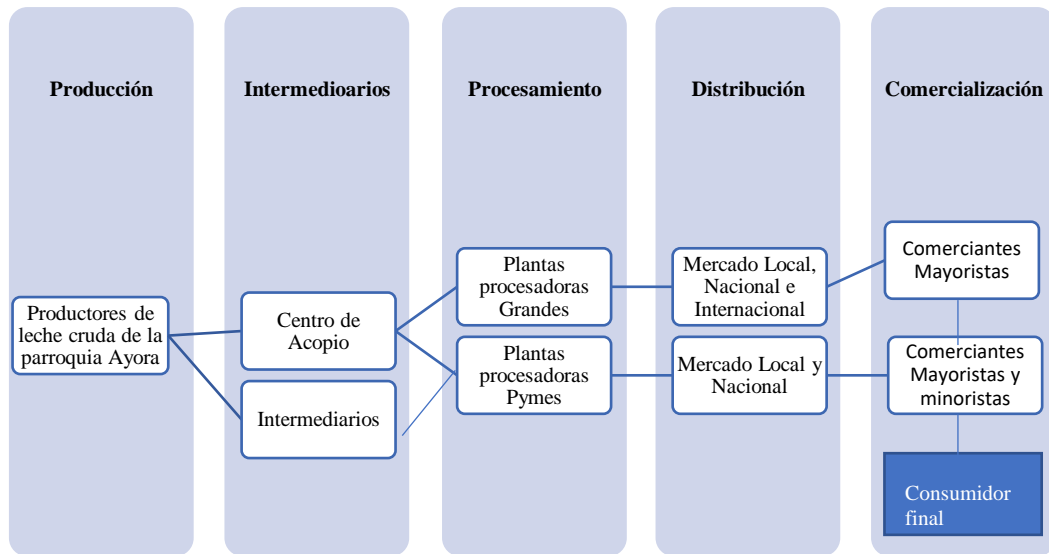 Producción
Intermedioarios
Procesamiento
Distribución
Comercialización
Productores de
leche cruda de la
parroquia Ayora
Centro de
Acopio
Intermediarios
Plantas
procesadoras
Grandes
Plantas
procesadoras
Pymes
Mercado Local,
Nacional e
Internacional
Mercado Local y
Nacional
Comerciantes
Mayoristas
Comerciantes
Mayoristas y
minoristas
Consumidor
final